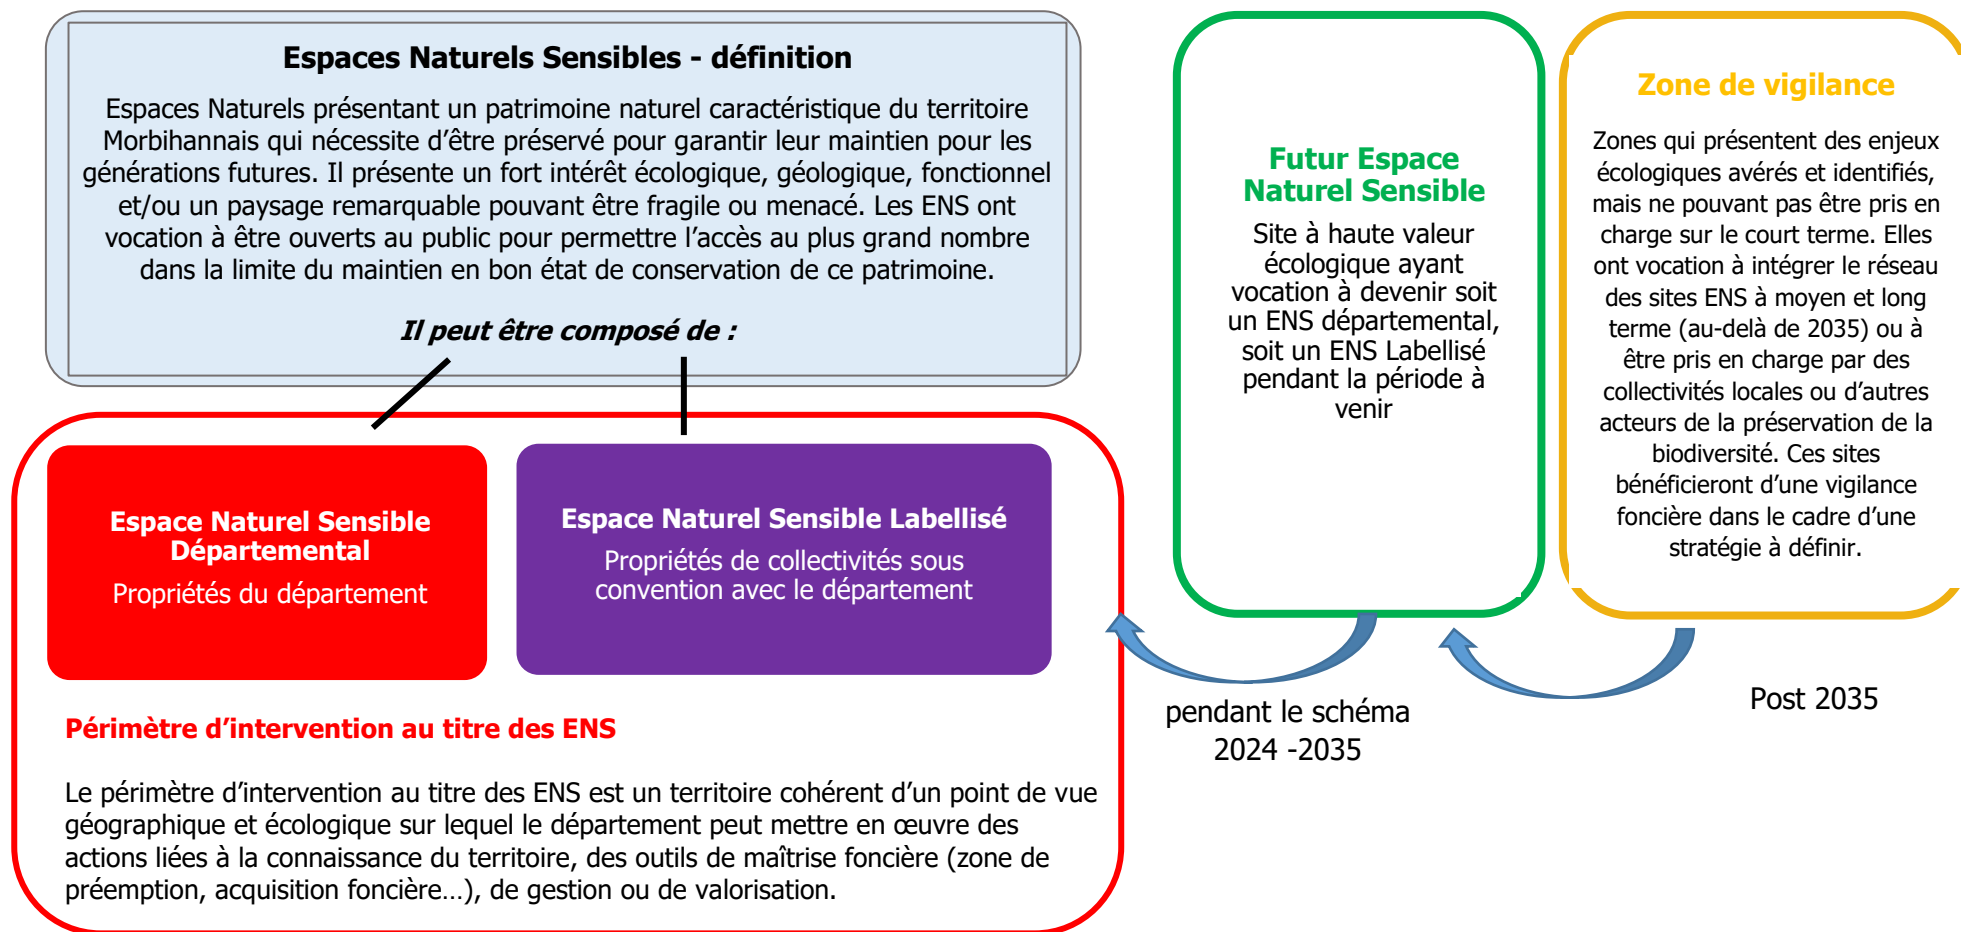 Espaces Naturels Sensibles - définition
Espaces Naturels présentant un patrimoine naturel caractéristique du territoire
Morbihannais qui nécessite d’être préservé pour garantir leur maintien pour les
générations futures. Il présente un fort intérêt écologique, géologique, fonctionnel
et/ou un paysage remarquable pouvant être fragile ou menacé. Les ENS ont
vocation à être ouverts au public pour permettre l’accès au plus grand nombre
dans la limite du maintien en bon état de conservation de ce patrimoine.
Il peut être composé de :
Espace Naturel Sensible
Départemental
Propriétés du département
Espace Naturel Sensible Labellisé
Propriétés de collectivités sous
convention avec le département
Périmètre d’intervention au titre des ENS
Le périmètre d’intervention au titre des ENS est un territoire cohérent d’un point de vue
géographique et écologique sur lequel le département peut mettre en œuvre des
actions liées à la connaissance du territoire, des outils de maîtrise foncière (zone de
préemption, acquisition foncière…), de gestion ou de valorisation.
Futur Espace
Naturel Sensible
Site à haute valeur
écologique ayant
vocation à devenir soit
un ENS départemental,
soit un ENS Labellisé
pendant la période à
venir
pendant le schéma
2024 -2035
Zone de vigilance
Zones qui présentent des enjeux
écologiques avérés et identifiés,
mais ne pouvant pas être pris en
charge sur le court terme. Elles
ont vocation à intégrer le réseau
des sites ENS à moyen et long
terme (au-delà de 2035) ou à
être pris en charge par des
collectivités locales ou d’autres
acteurs de la préservation de la
biodiversité. Ces sites
bénéficieront d’une vigilance
foncière dans le cadre d’une
stratégie à définir.
Post 2035